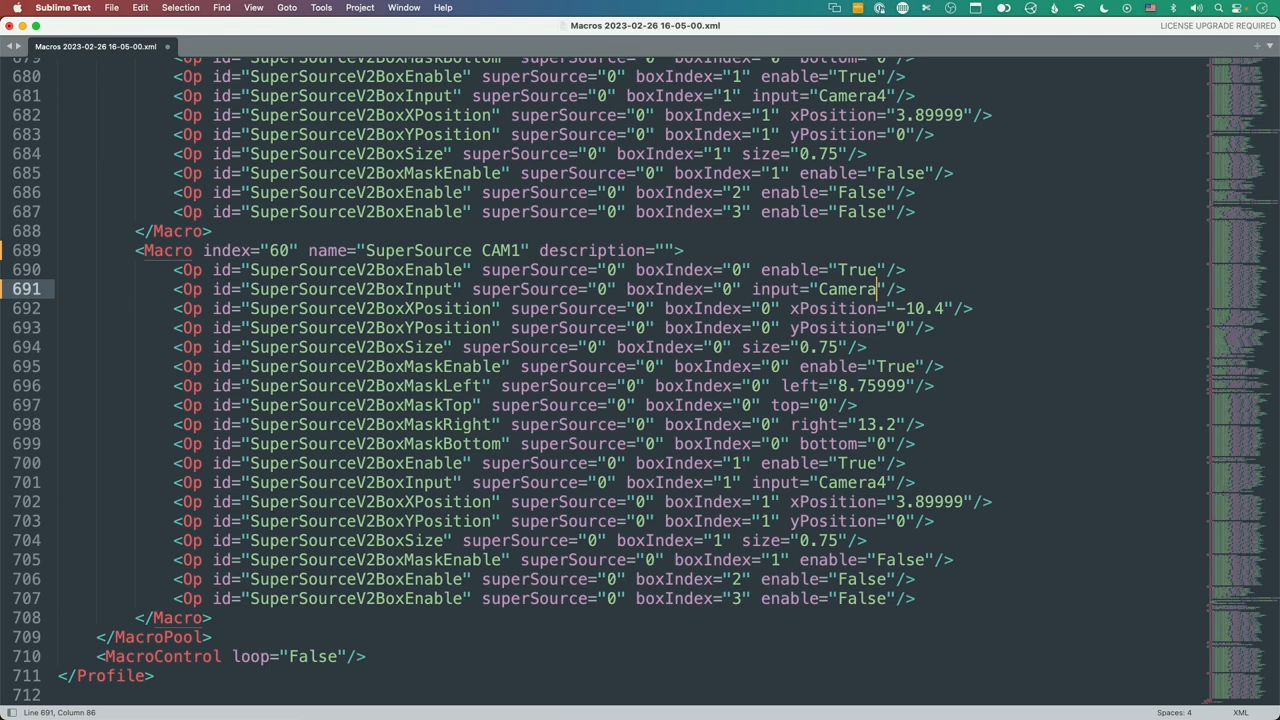 Sublime Text File Edit Selection Find View Goto Tools Project Window Help
Macros 2023-02-26 16-05-00.xml
LICENSE UPGRADE REQUIRED
Macros 2023-02-26 16-05-00.xml
679 <Op id="SuperSourceV2BoxMaskBottom" superSource="0" boxIndex="0" bottom="0"/>
680 <Op id="SuperSourceV2BoxEnable" superSource="0" boxIndex="1" enable="True"/>
681 <Op id="SuperSourceV2BoxInput" superSource="0" boxIndex="1" input="Camera4"/>
682 <Op id="SuperSourceV2BoxXPosition" superSource="0" boxIndex="1" xPosition="3.89999"/>
683 <Op id="SuperSourceV2BoxYPosition" superSource="0" boxIndex="1" yPosition="0"/>
684 <Op id="SuperSourceV2BoxSize" superSource="0" boxIndex="1" size="0.75"/>
685 <Op id="SuperSourceV2BoxMaskEnable" superSource="0" boxIndex="1" enable="False"/>
686 <Op id="SuperSourceV2BoxEnable" superSource="0" boxIndex="2" enable="False"/>
687 <Op id="SuperSourceV2BoxEnable" superSource="0" boxIndex="3" enable="False"/>
688 </Macro>
689 <Macro index="60" name="SuperSource CAM1" description="">
690 <Op id="SuperSourceV2BoxEnable" superSource="0" boxIndex="0" enable="True"/>
691 <Op id="SuperSourceV2BoxInput" superSource="0" boxIndex="0" input="Camera"/>
692 <Op id="SuperSourceV2BoxXPosition" superSource="0" boxIndex="0" xPosition="-10.4"/>
693 <Op id="SuperSourceV2BoxYPosition" superSource="0" boxIndex="0" yPosition="0"/>
694 <Op id="SuperSourceV2BoxSize" superSource="0" boxIndex="0" size="0.75"/>
695 <Op id="SuperSourceV2BoxMaskEnable" superSource="0" boxIndex="0" enable="True"/>
696 <Op id="SuperSourceV2BoxMaskLeft" superSource="0" boxIndex="0" left="8.75999"/>
697 <Op id="SuperSourceV2BoxMaskTop" superSource="0" boxIndex="0" top="0"/>
698 <Op id="SuperSourceV2BoxMaskRight" superSource="0" boxIndex="0" right="13.2"/>
699 <Op id="SuperSourceV2BoxMaskBottom" superSource="0" boxIndex="0" bottom="0"/>
700 <Op id="SuperSourceV2BoxEnable" superSource="0" boxIndex="1" enable="True"/>
701 <Op id="SuperSourceV2BoxInput" superSource="0" boxIndex="1" input="Camera4"/>
702 <Op id="SuperSourceV2BoxXPosition" superSource="0" boxIndex="1" xPosition="3.89999"/>
703 <Op id="SuperSourceV2BoxYPosition" superSource="0" boxIndex="1" yPosition="0"/>
704 <Op id="SuperSourceV2BoxSize" superSource="0" boxIndex="1" size="0.75"/>
705 <Op id="SuperSourceV2BoxMaskEnable" superSource="0" boxIndex="1" enable="False"/>
706 <Op id="SuperSourceV2BoxEnable" superSource="0" boxIndex="2" enable="False"/>
707 <Op id="SuperSourceV2BoxEnable" superSource="0" boxIndex="3" enable="False"/>
708 </Macro>
709 </MacroPool>
710 <MacroControl loop="False"/>
711 </Profile>
712
Line 691, Column 86
Spaces: 4
XML